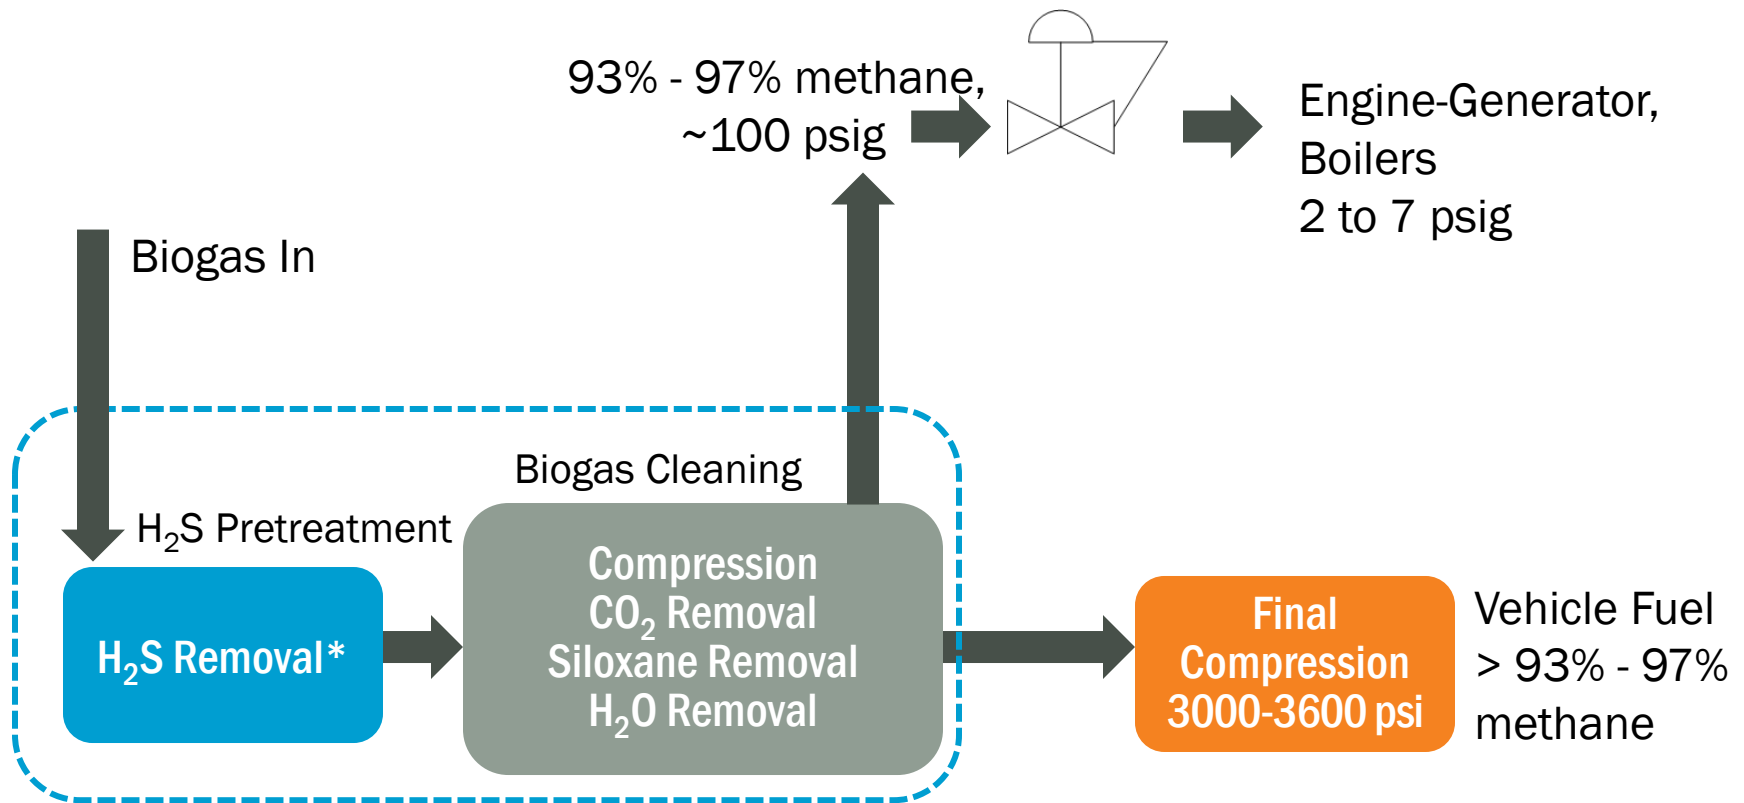 93% - 97% methane,
~100 psig
Engine-Generator,
Boilers
2 to 7 psig
Biogas In
Biogas Cleaning
H₂S Pretreatment
H₂S Removal*
Compression
CO₂ Removal
Siloxane Removal
H₂O Removal
Final
Compression
3000-3600 psi
Vehicle Fuel
> 93% - 97%
methane